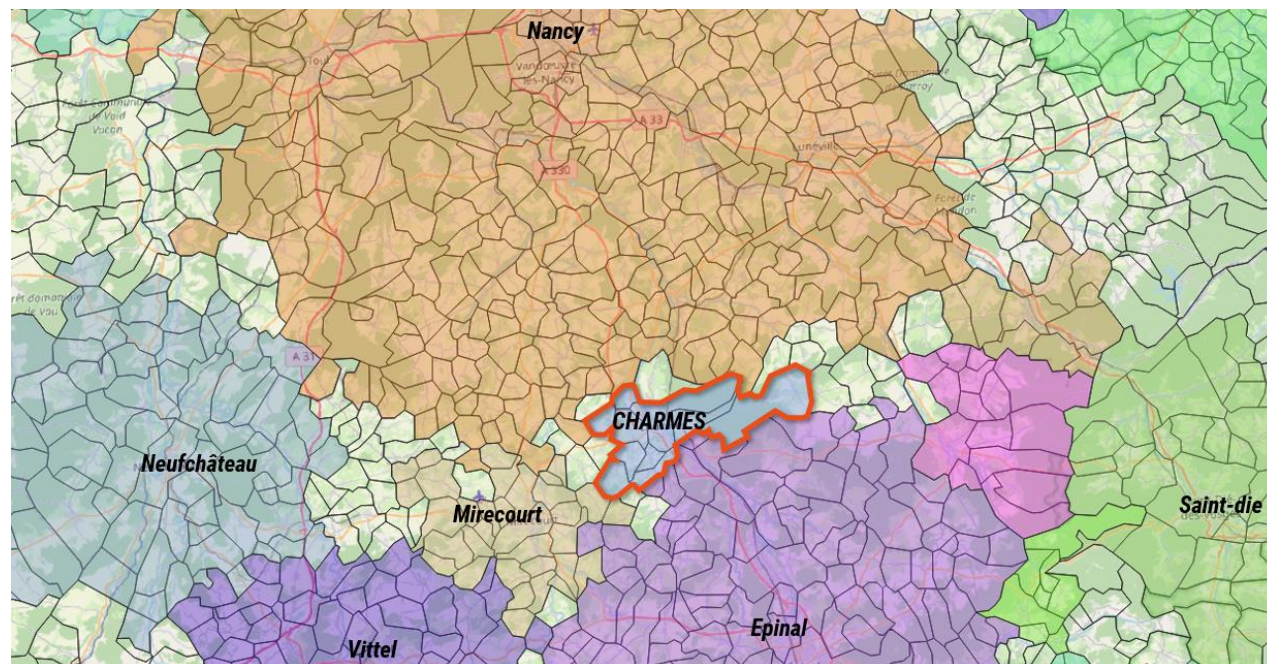 Nancy
Toul
Vandœuvre
lès-Nancy
A 33
Lunéville
A 330
A 31
CHARMES
Neufchâteau
Mirecourt
Saint-die
Epinal
Vittel